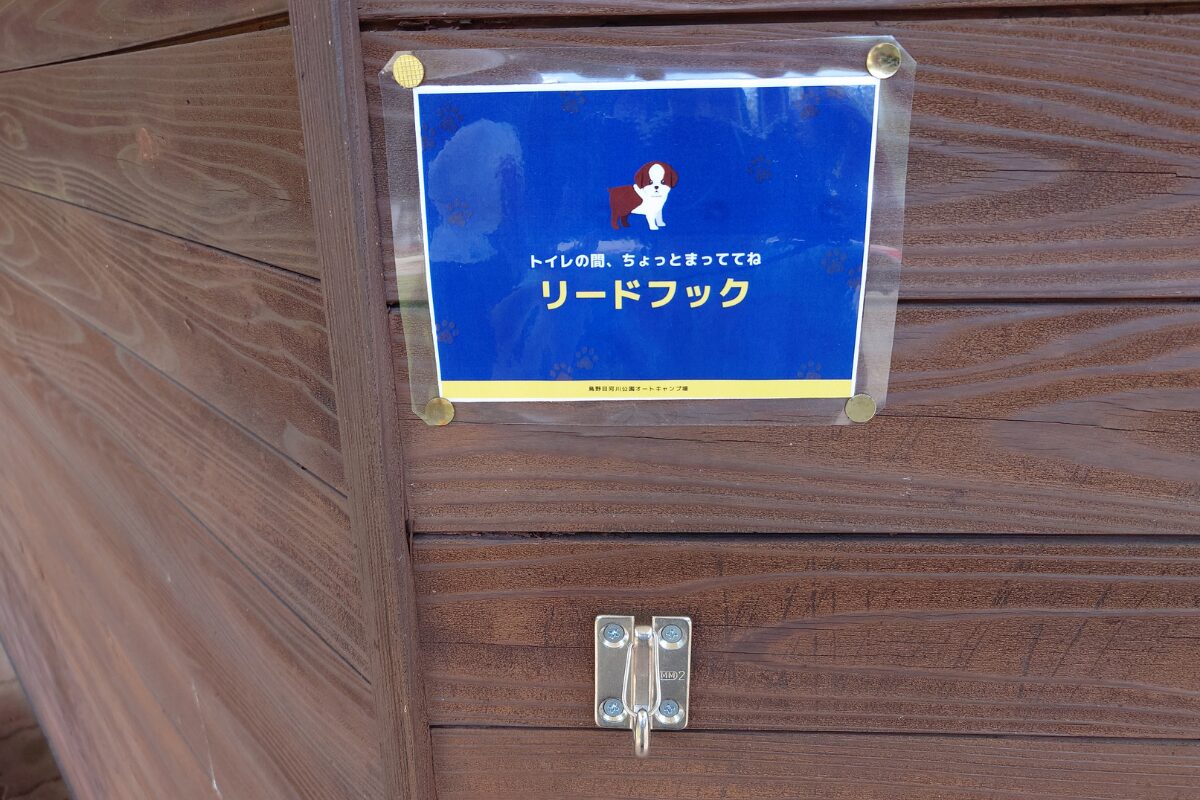 トイレの間、ちょっとまっててね
リードフック
鳥野目河川公園オートキャンプ場
MM2